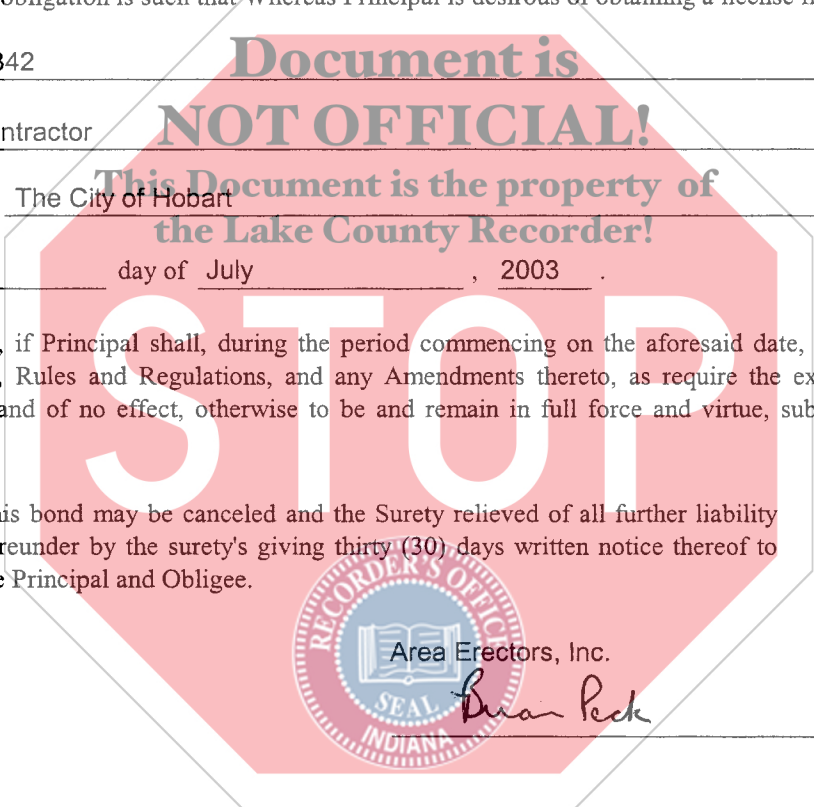 obligation is such that Whereas Principal is desirous of obtaining a license
Document is
342
NOT OFFICIAL!
ntractor
This Document is the property of
The City of Hobart
the Lake County Recorder!
day of July , 2003 .
STOP
, if Principal shall, during the period commencing on the aforesaid date,
, Rules and Regulations, and any Amendments thereto, as require the ex
and of no effect, otherwise to be and remain in full force and virtue, sub
is bond may be canceled and the Surety relieved of all further liability
reunder by the surety's giving thirty (30) days written notice thereof to
e Principal and Obligee.
RECORDER'S OFFICE
Area Erectors, Inc.
SEAL
Brian Peck
INDIANA